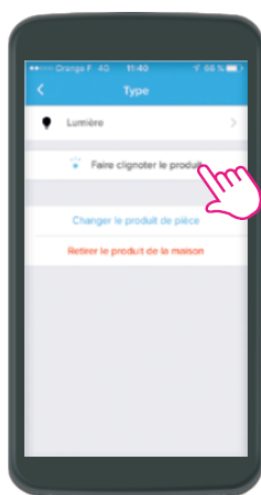 Orange F 4G 11:40 66 %
Type
Lumière
Faire clignoter le produit
Changer le produit de pièce
Retirer le produit de la maison